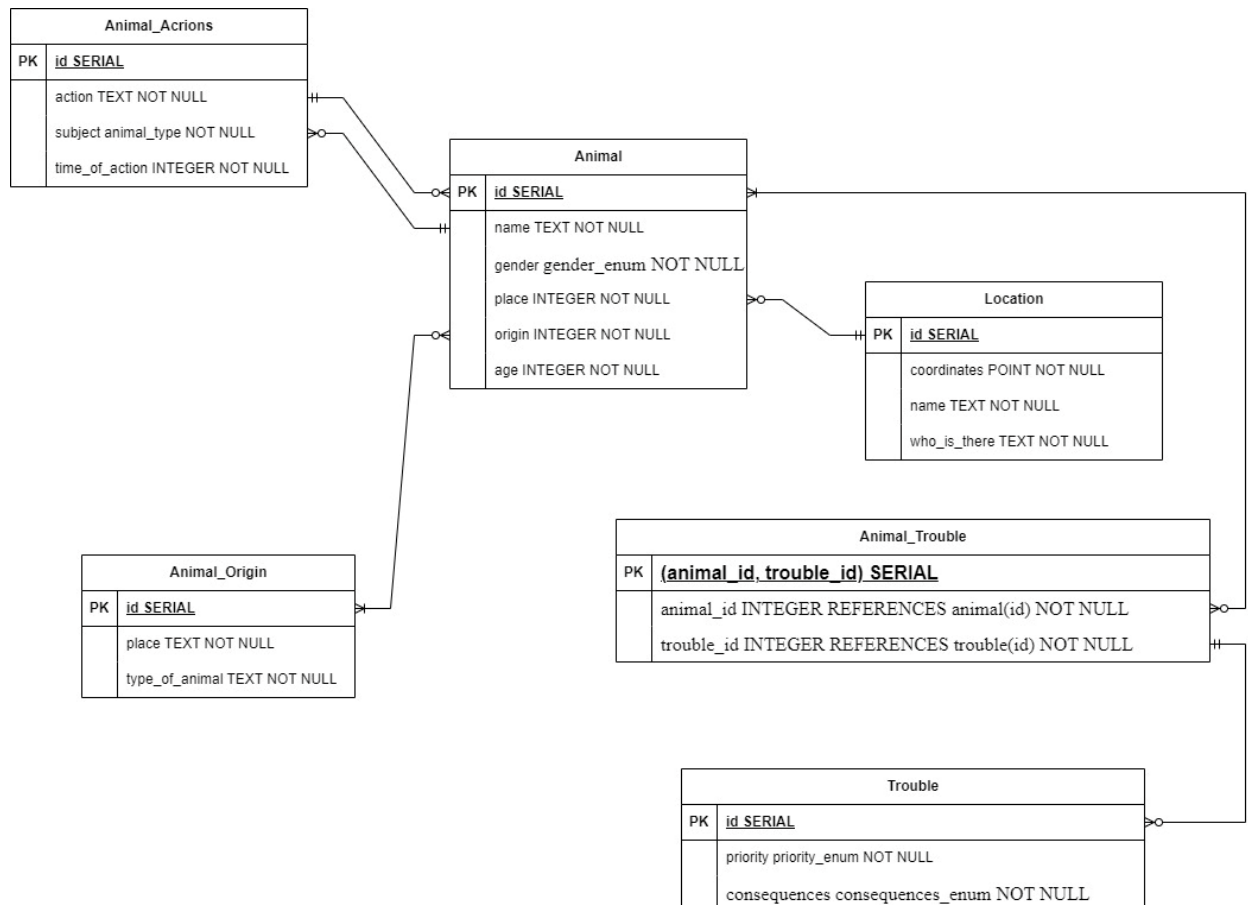 Animal_Acrions
PK id SERIAL
action TEXT NOT NULL
subject animal_type NOT NULL
time_of_action INTEGER NOT NULL
Animal
PK id SERIAL
name TEXT NOT NULL
gender gender_enum NOT NULL
place INTEGER NOT NULL
origin INTEGER NOT NULL
age INTEGER NOT NULL
Location
PK id SERIAL
coordinates POINT NOT NULL
name TEXT NOT NULL
who_is_there TEXT NOT NULL
Animal_Origin
PK id SERIAL
place TEXT NOT NULL
type_of_animal TEXT NOT NULL
Animal_Trouble
PK (animal_id, trouble_id) SERIAL
animal_id INTEGER REFERENCES animal(id) NOT NULL
trouble_id INTEGER REFERENCES trouble(id) NOT NULL
Trouble
PK id SERIAL
priority priority_enum NOT NULL
consequences consequences_enum NOT NULL